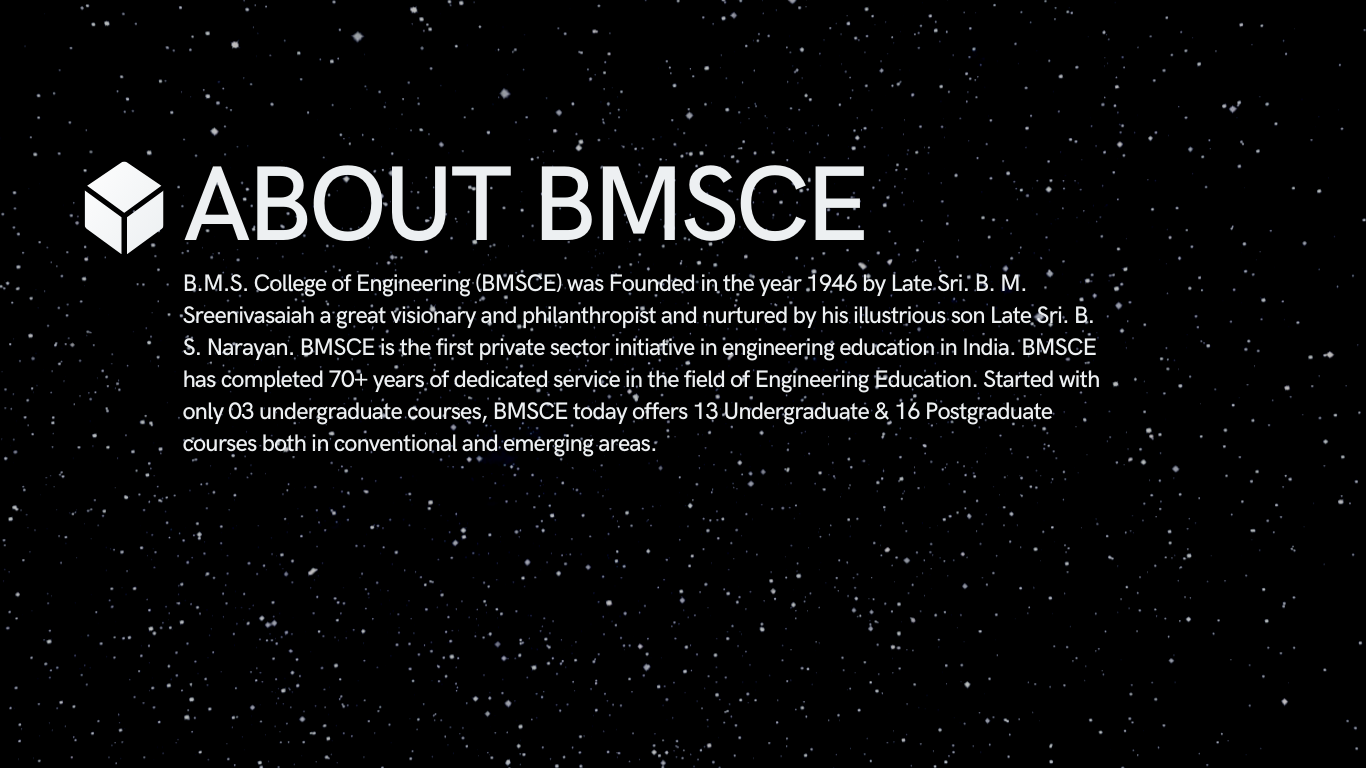 ABOUT BMSCE
B.M.S. College of Engineering (BMSCE) was Founded in the year 1946 by Late Sri. B. M.
Sreenivasaiah a great visionary and philanthropist and nurtured by his illustrious son Late Sri. B.
S. Narayan. BMSCE is the first private sector initiative in engineering education in India. BMSCE
has completed 70+ years of dedicated service in the field of Engineering Education. Started with
only 03 undergraduate courses, BMSCE today offers 13 Undergraduate & 16 Postgraduate
courses both in conventional and emerging areas.